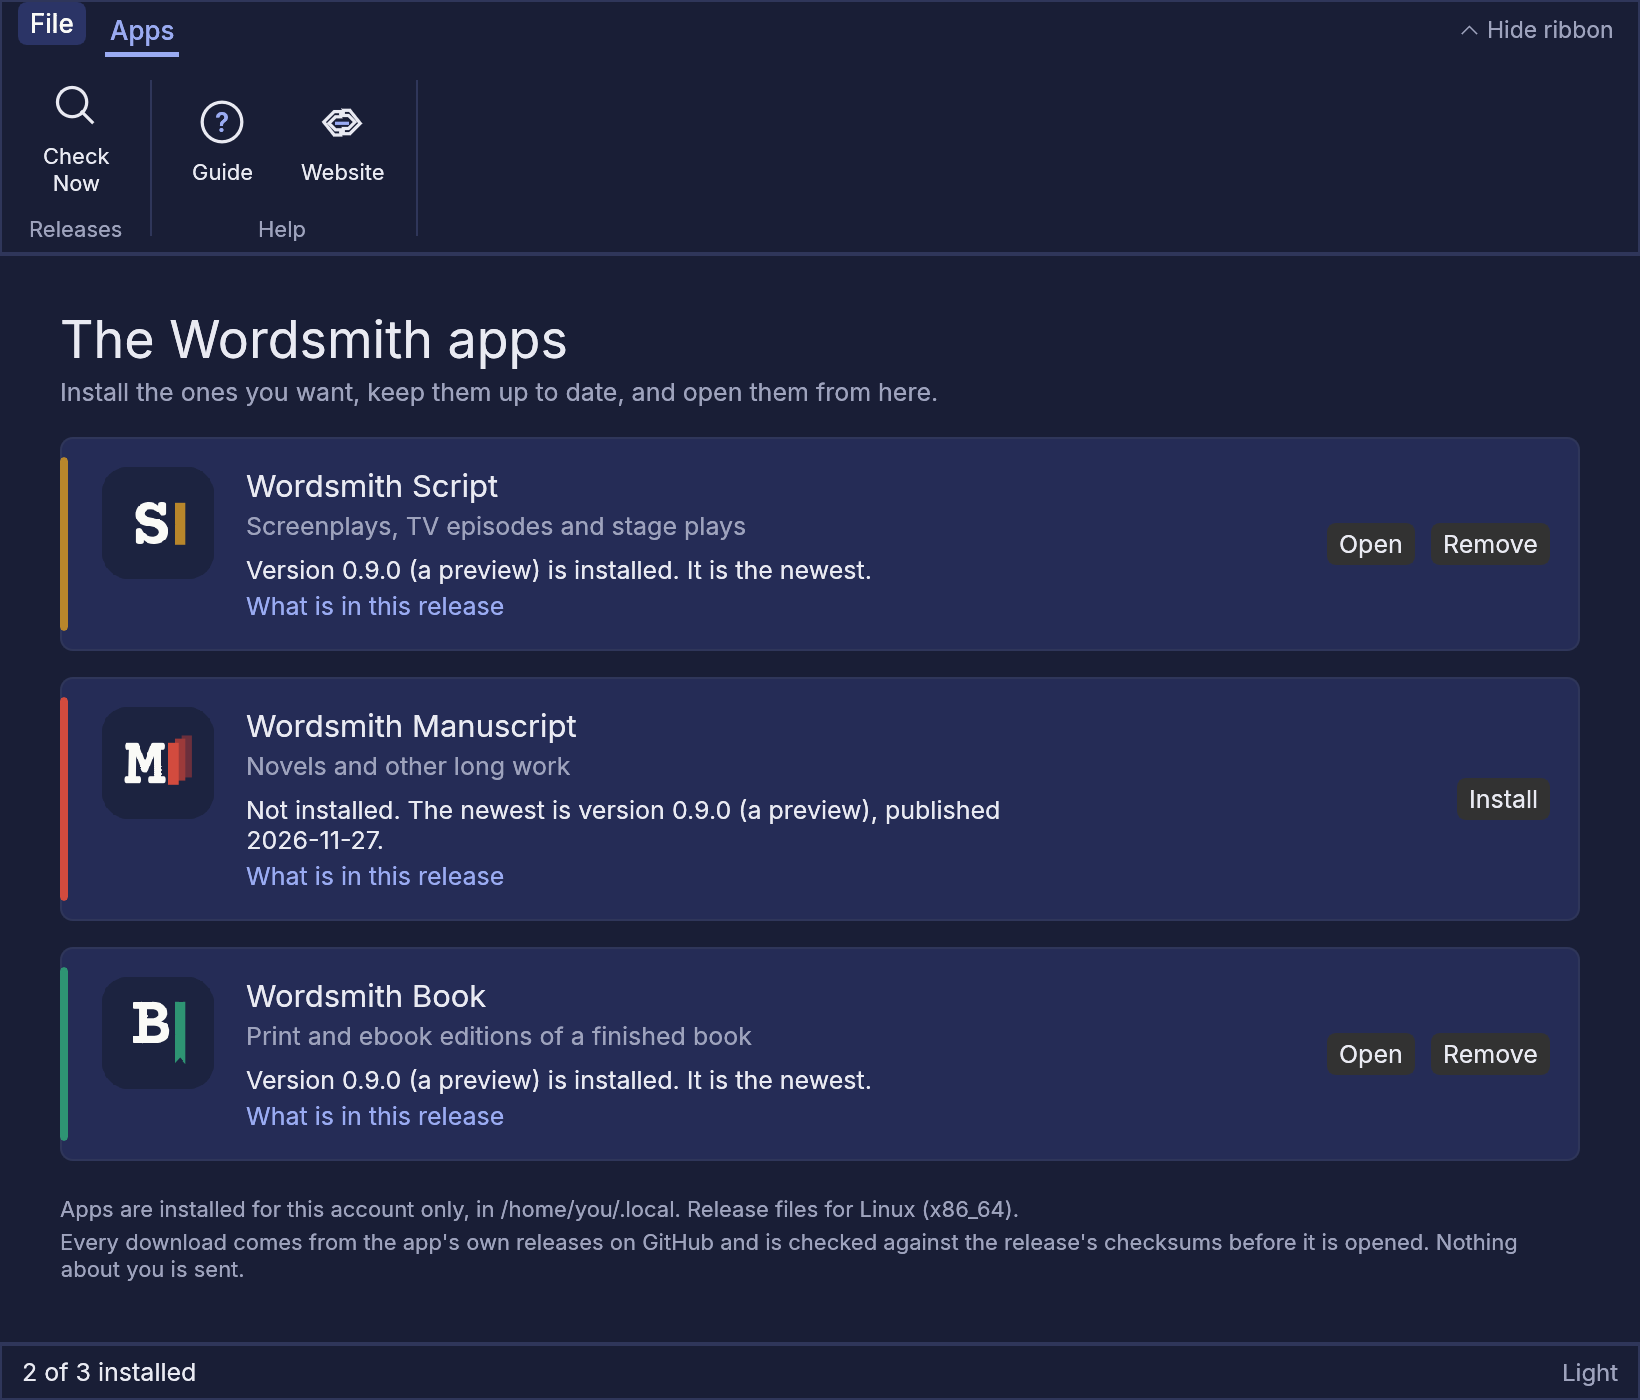 File
Apps
Hide ribbon
Check
Now
Releases
?
Guide
Website
Help
The Wordsmith apps
Install the ones you want, keep them up to date, and open them from here.
S
Wordsmith Script
Screenplays, TV episodes and stage plays
Version 0.9.0 (a preview) is installed. It is the newest.
What is in this release
Open
Remove
M
Wordsmith Manuscript
Novels and other long work
Not installed. The newest is version 0.9.0 (a preview), published
2026-11-27.
What is in this release
Install
B
Wordsmith Book
Print and ebook editions of a finished book
Version 0.9.0 (a preview) is installed. It is the newest.
What is in this release
Open
Remove
Apps are installed for this account only, in /home/you/.local. Release files for Linux (x86_64).
Every download comes from the app's own releases on GitHub and is checked against the release's checksums before it is opened. Nothing
about you is sent.
2 of 3 installed
Light